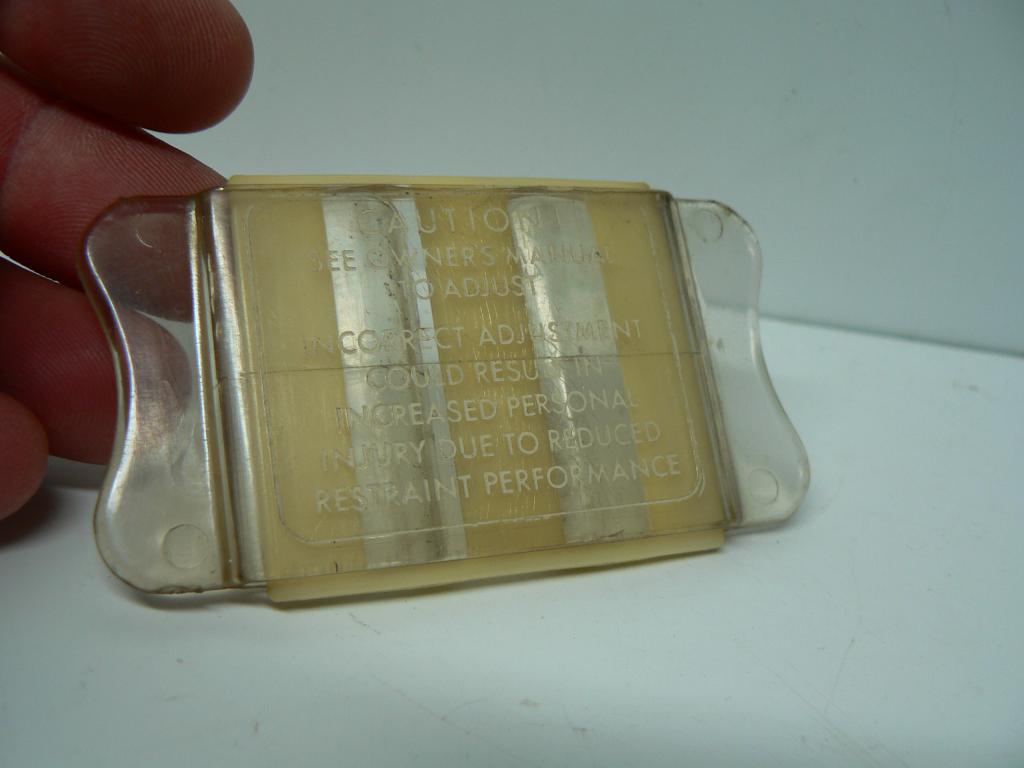 CAUTION!
SEE OWNER'S MANUAL
TO ADJUST
INCORRECT ADJUSTMENT
COULD RESULT IN
INCREASED PERSONAL
INJURY DUE TO REDUCED
RESTRAINT PERFORMANCE